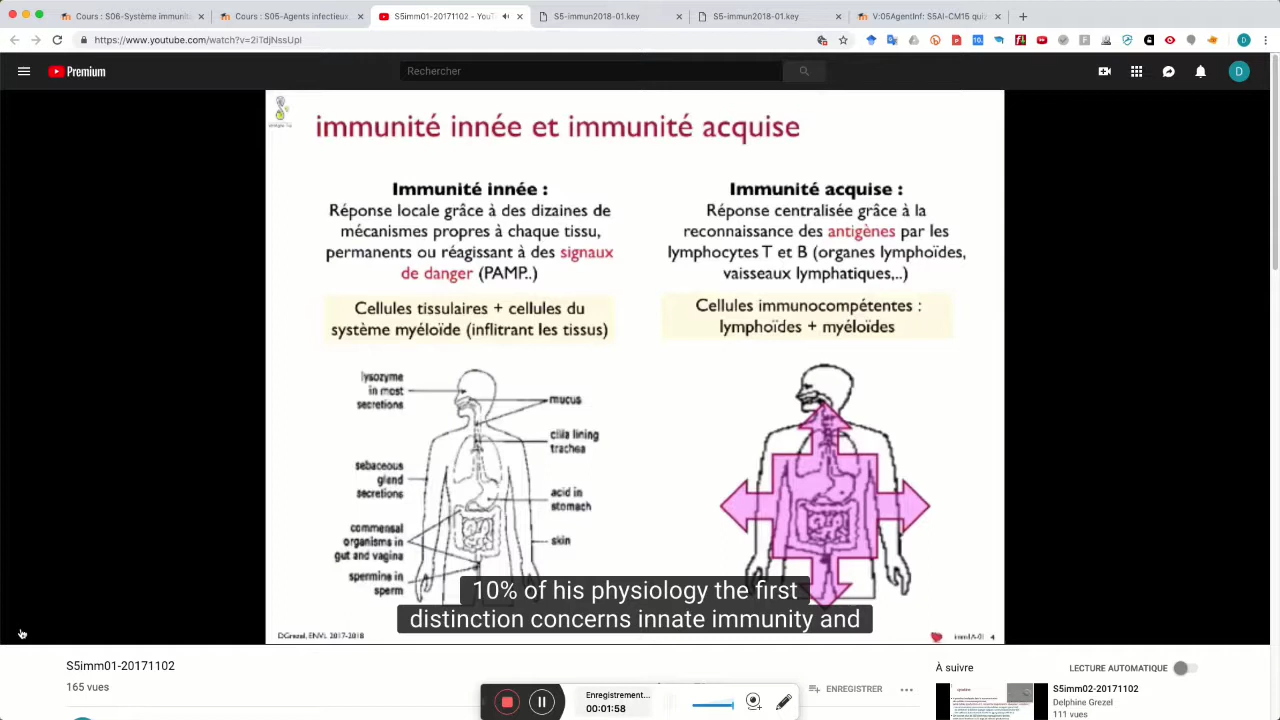 Cours : S06-Système immunit
Cours : S05-Agents infectieux
S5imm01-20171102 - YouT
S5-immun2018-01.key
S5-immun2018-02.key
V:05AgentInf: S5AI-CM15 quiz
https://www.youtube.com/watch?v=2iTdjNssUpI
Premium
Rechercher
D
immunité innée et immunité acquise
Immunité innée :
Réponse locale grâce à des dizaines de
mécanismes propres à chaque tissu,
permanents ou réagissant à des signaux
de danger (PAMP..)
Cellules tissulaires + cellules du
système myéloïde (inflitrant les tissus)
Immunité acquise :
Réponse centralisée grâce à la
reconnaissance des antigènes par les
lymphocytes T et B (organes lymphoïdes,
vaisseaux lymphatiques,..)
Cellules immunocompétentes :
lymphoïdes + myéloïdes
lysozyme
in most
secretions
mucus
cilia lining
trachea
sebaceous
gland
secretions
acid in
stomach
commensal
organisms in
gut and vagina
skin
spermine in
sperm
10% of his physiology the first
distinction concerns innate immunity and
DGrezel, ENVL 2017-2018
4
S5imm01-20171102
165 vues
À suivre
LECTURE AUTOMATIQUE
ENREGISTRER
Enregistrement...
00:01:58
S5imm02-20171102
Delphine Grezel
111 vues